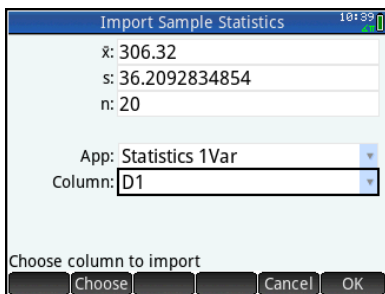 Import Sample Statistics 10:39
x̄: 306.32
s: 36.2092834854
n: 20
App: Statistics 1Var
Column: D1
Choose column to import
Choose Cancel OK